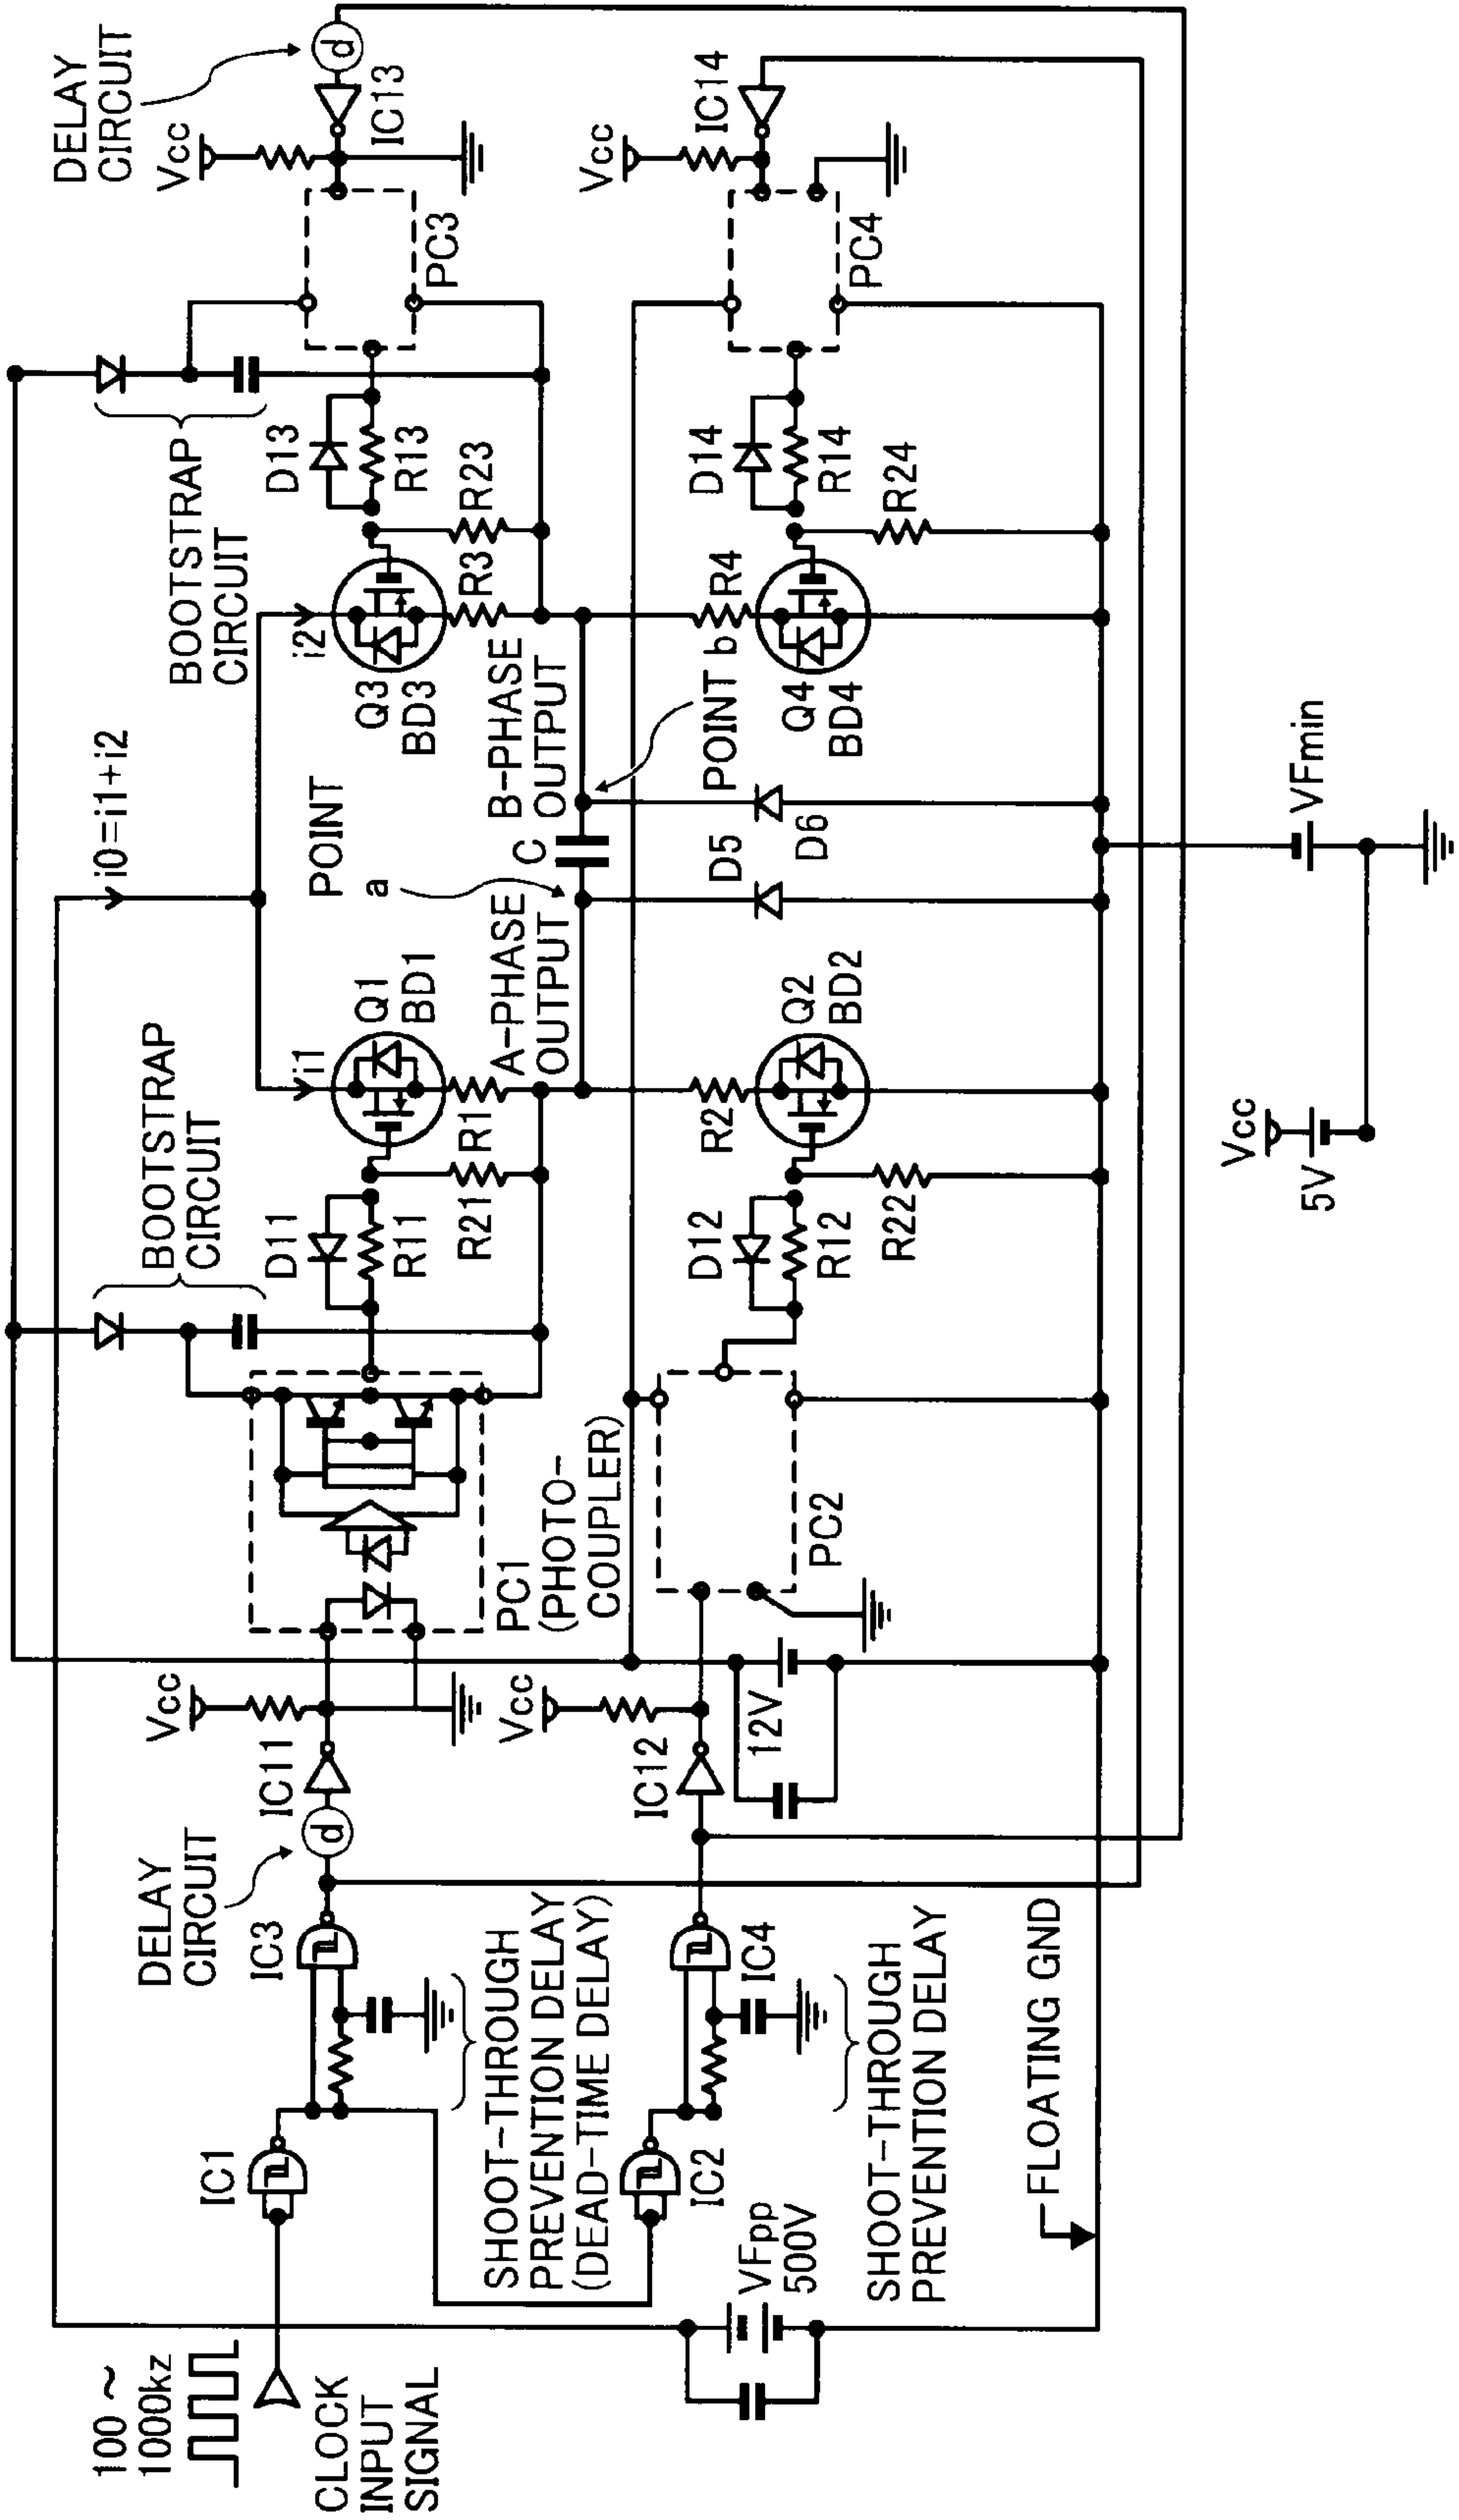 100 ~
1000kz
CLOCK
INPUT
SIGNAL
IC1
SHOOT-THROUGH
PREVENTION DELAY
(DEAD-TIME DELAY)
IC2
VFpp
500V
SHOOT-THROUGH
PREVENTION DELAY
FLOATING GND
DELAY
CIRCUIT
IC3
IC4
d
IC11
Vcc
IC12
Vcc
12V
PC1
(PHOTO-
COUPLER)
PC2
BOOTSTRAP
CIRCUIT
D11
R11
R21
R1
i1
Q1
BD1
A-PHASE
OUTPUT
D12
R12
R22
R2
Q2
BD2
Vcc
5V
i0=i1+i2
POINT
a
C
D5
D6
POINT b
B-PHASE
OUTPUT
VFmin
i2
Q3
BD3
R3
R23
Q4
BD4
R4
R24
BOOTSTRAP
CIRCUIT
D13
R13
D14
R14
PC3
PC4
Vcc
IC13
Vcc
IC14
d
DELAY
CIRCUIT